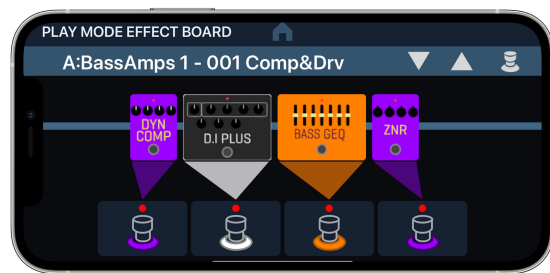 PLAY MODE EFFECT BOARD
A:BassAmps 1 - 001 Comp&Drv
DYN
COMP
D.I PLUS
BASS GEQ
ZNR